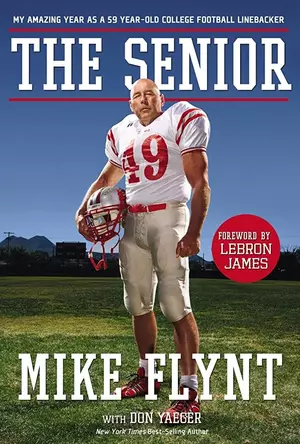 MY AMAZING YEAR AS A 59 YEAR-OLD COLLEGE FOOTBALL LINEBACKER
THE SENIOR
49
FOREWORD BY
LEBRON
JAMES
MIKE FLYNT
WITH DON YAEGER
New York Times Best-Selling Author